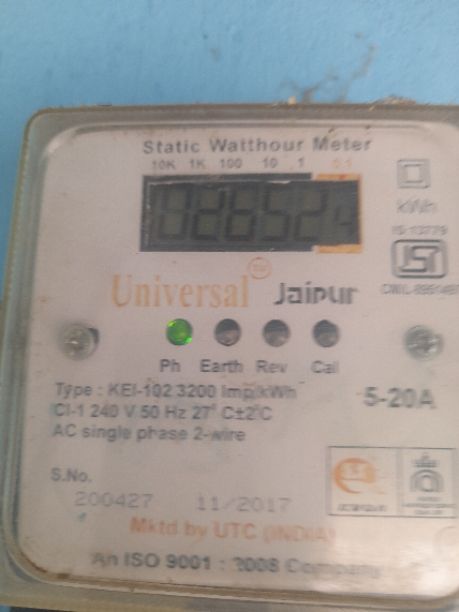 Static Watthour Meter
10K 1K 100 10 1 0.1
02852
kWh
IS 13779
Universal TM Jaipur
Ph Earth Rev Cal
Type : KEI-102 3200 Imp/kWh
5-20A
Cl-1 240 V 50 Hz 27° C±2°C
AC single phase 2-wire
S.No.
200427 11/2017
Mktd by UTC (INDIA)
An ISO 9001 : 2008 Company